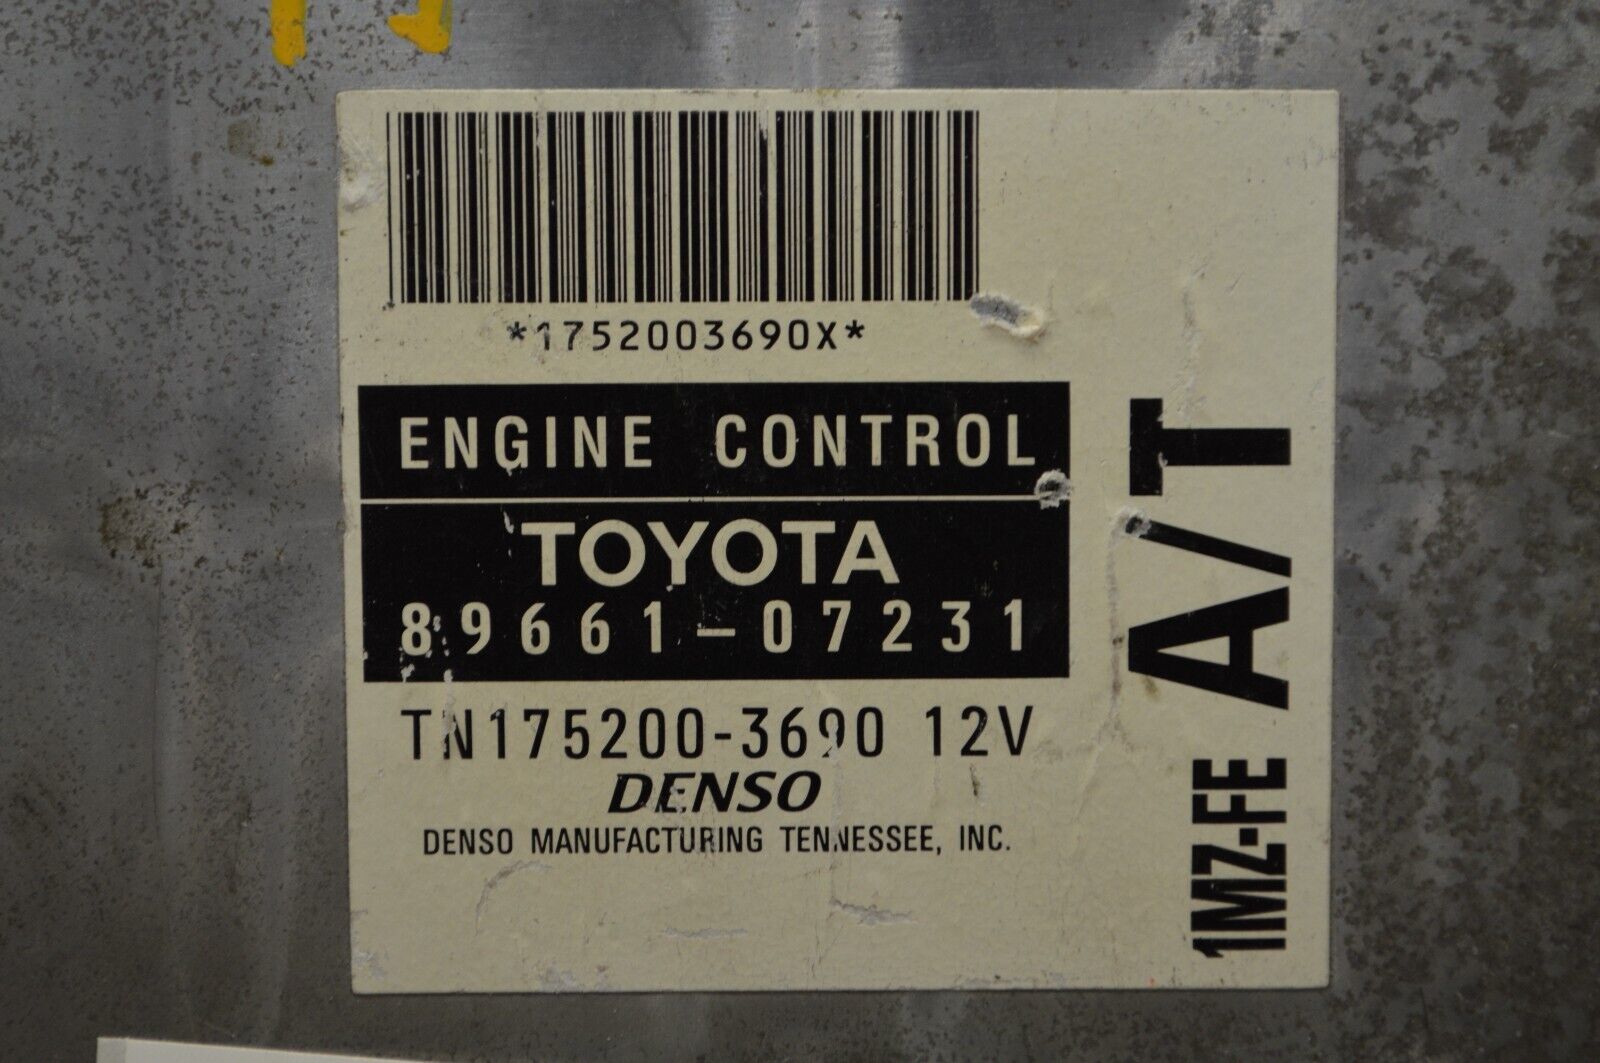 *1752003690X*
ENGINE CONTROL
TOYOTA
89661-07231
TN175200-3690 12V
DENSO
DENSO MANUFACTURING TENNESSEE, INC.
1MZ-FE A/T